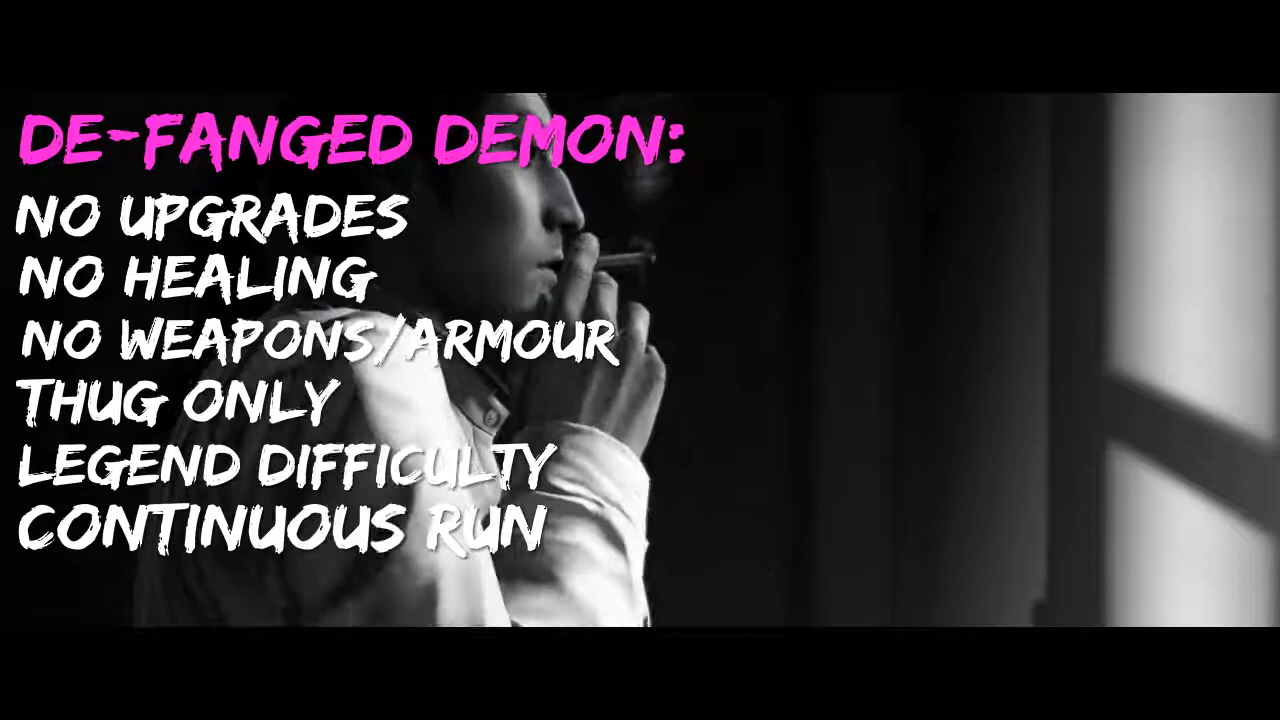 DE-FANGED DEMON:
NO UPGRADES
NO HEALING
NO WEAPONS/ARMOUR
THUG ONLY
LEGEND DIFFICULTY
CONTINUOUS RUN